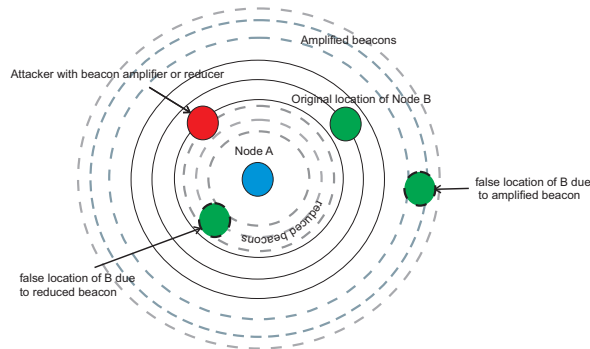 Amplified beacons
Attacker with beacon amplifier or reducer
Original location of Node B
Node A
false location of B due
to amplified beacon
reduced beacons
false location of B due
to reduced beacon